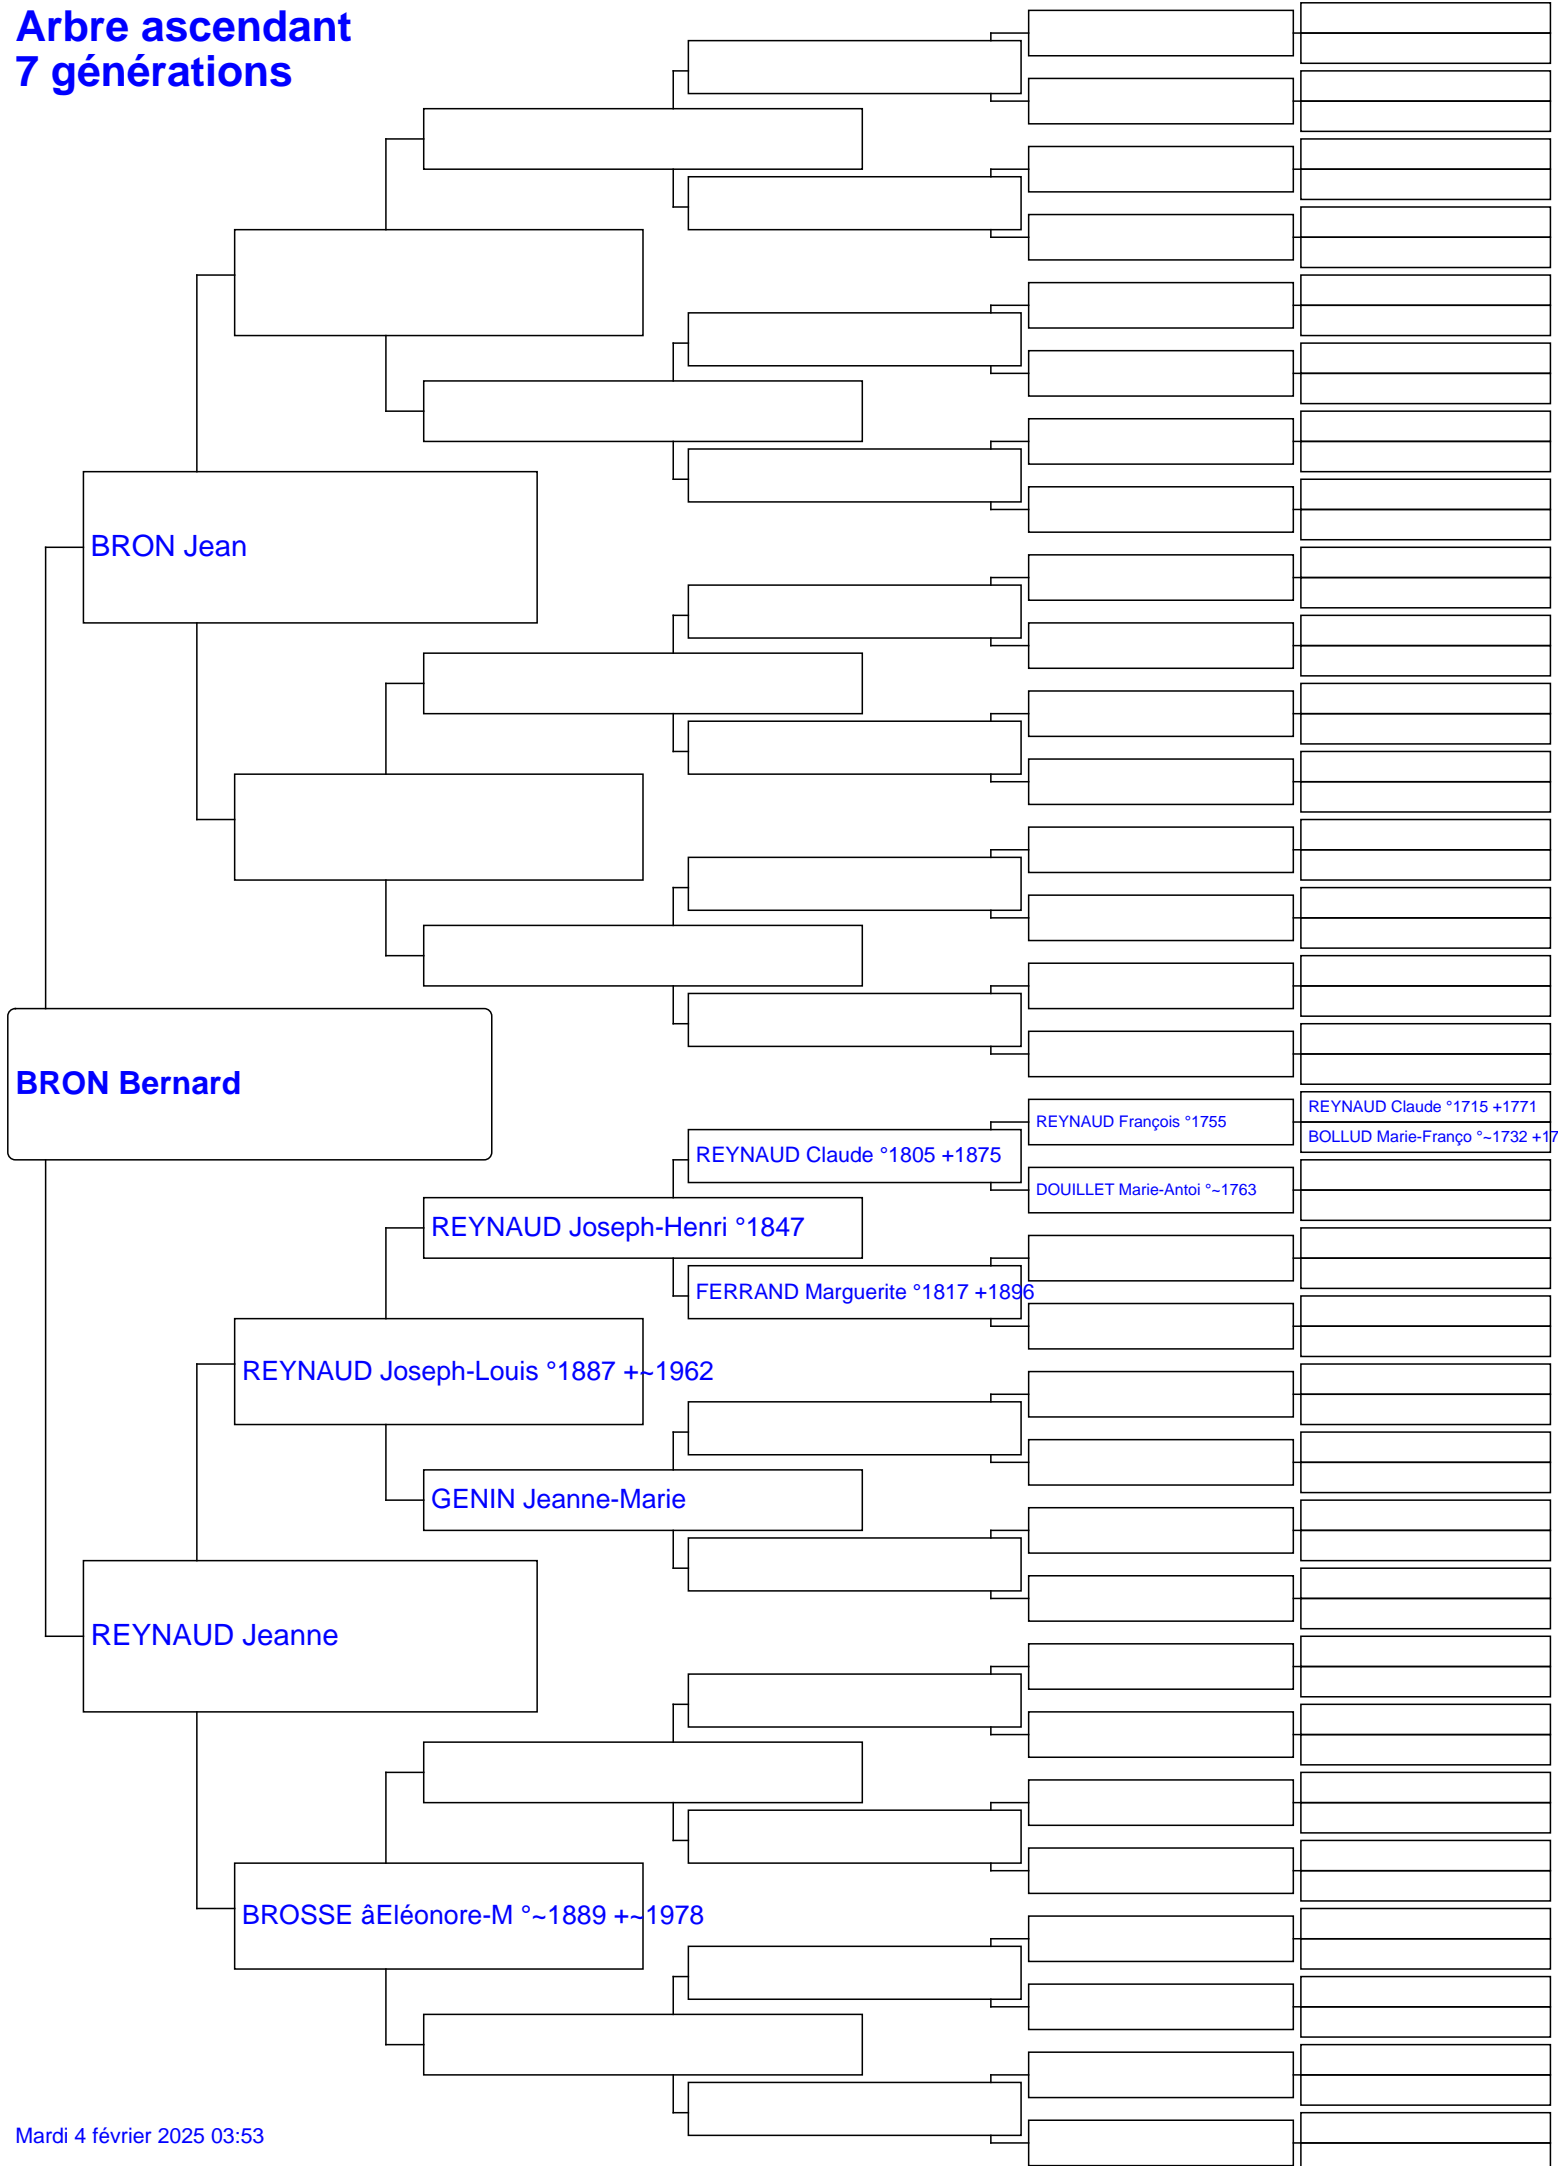 Arbre ascendant
7 générations
BRON Jean
BRON Bernard
REYNAUD François °1755
REYNAUD Claude °1715 +1771
BOLLUD Marie-Franço °~1732 +17
REYNAUD Claude °1805 +1875
DOUILLET Marie-Antoi °~1763
REYNAUD Joseph-Henri °1847
FERRAND Marguerite °1817 +1896
REYNAUD Joseph-Louis °1887 +~1962
GENIN Jeanne-Marie
REYNAUD Jeanne
BROSSE âEléonore-M °~1889 +~1978
Mardi 4 février 2025 03:53